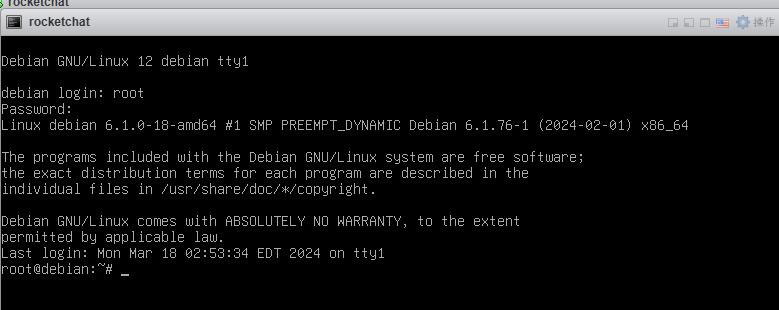 rocketchat
rocketchat
操作
Debian GNU/Linux 12 debian tty1
debian login: root
Password:
Linux debian 6.1.0-18-amd64 #1 SMP PREEMPT_DYNAMIC Debian 6.1.76-1 (2024-02-01) x86_64
The programs included with the Debian GNU/Linux system are free software;
the exact distribution terms for each program are described in the
individual files in /usr/share/doc/*/copyright.
Debian GNU/Linux comes with ABSOLUTELY NO WARRANTY, to the extent
permitted by applicable law.
Last login: Mon Mar 18 02:53:34 EDT 2024 on tty1
root@debian:~# _